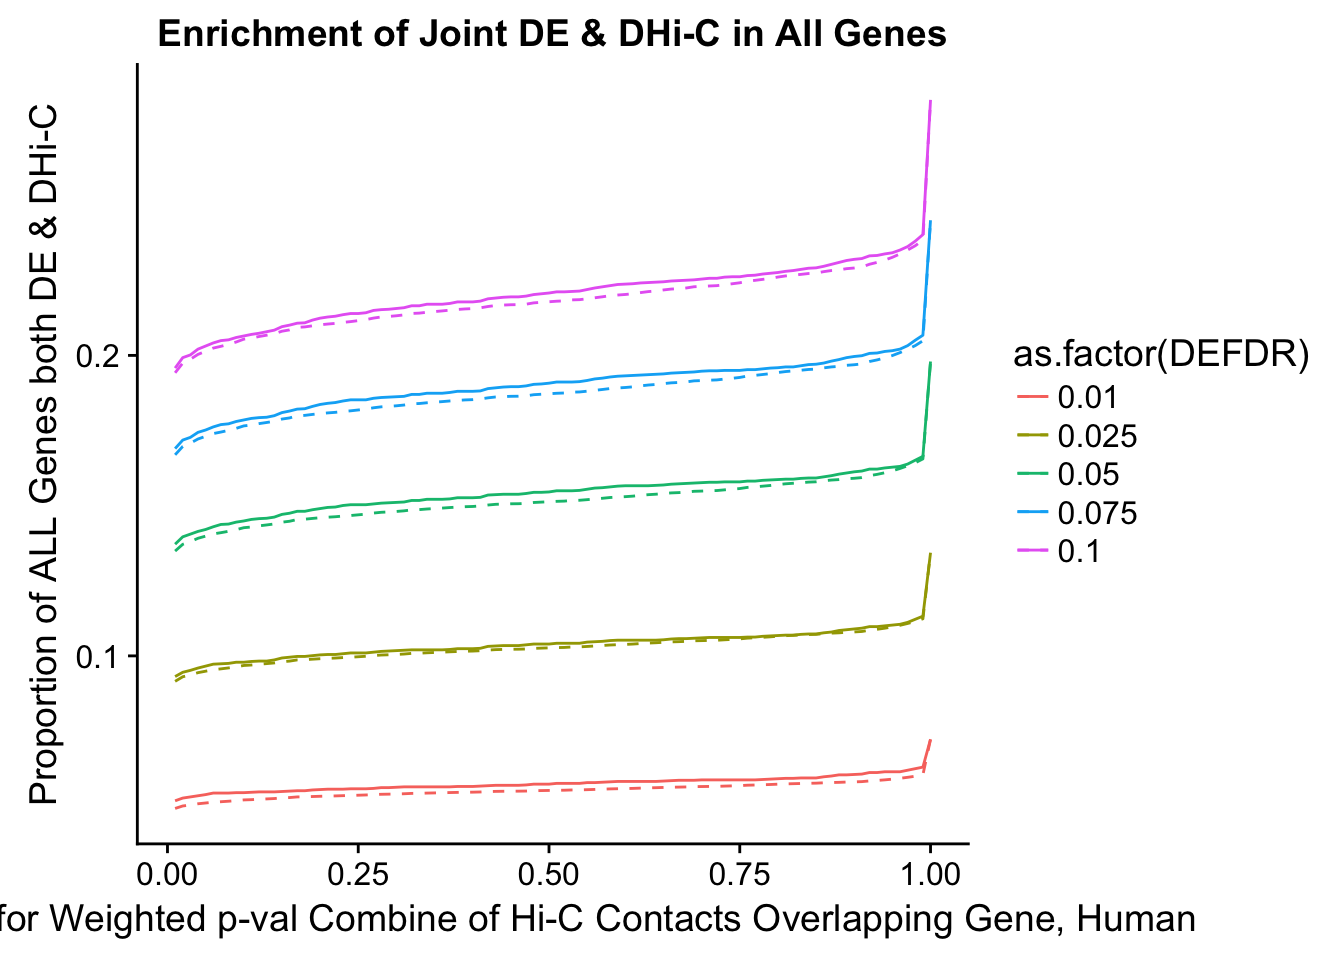 Enrichment of Joint DE & DHi-C in All Genes
Proportion of ALL Genes both DE & DHi-C
0.2
0.1
0.00 0.25 0.50 0.75 1.00
for Weighted p-val Combine of Hi-C Contacts Overlapping Gene, Human
as.factor(DEFDR)
0.01
0.025
0.05
0.075
0.1